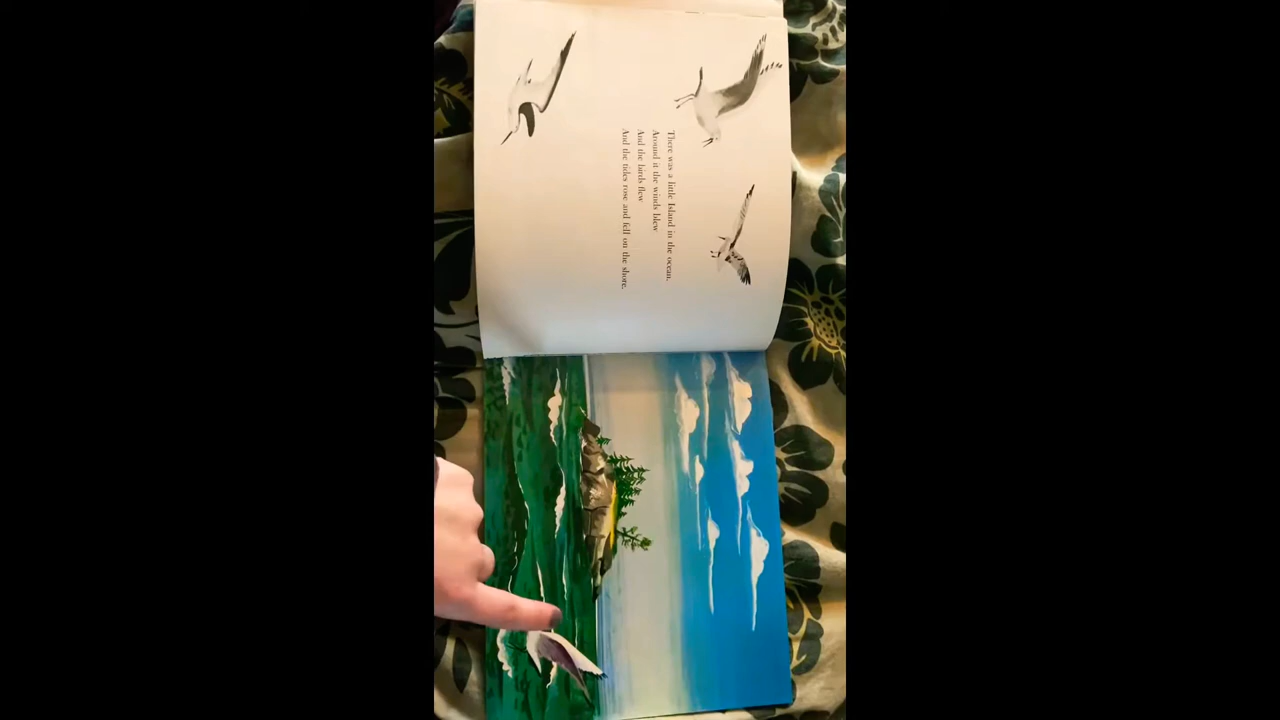 There was a little Island in the ocean.
Around it the winds blew
And the birds flew
And the tides rose and fell on the shore.